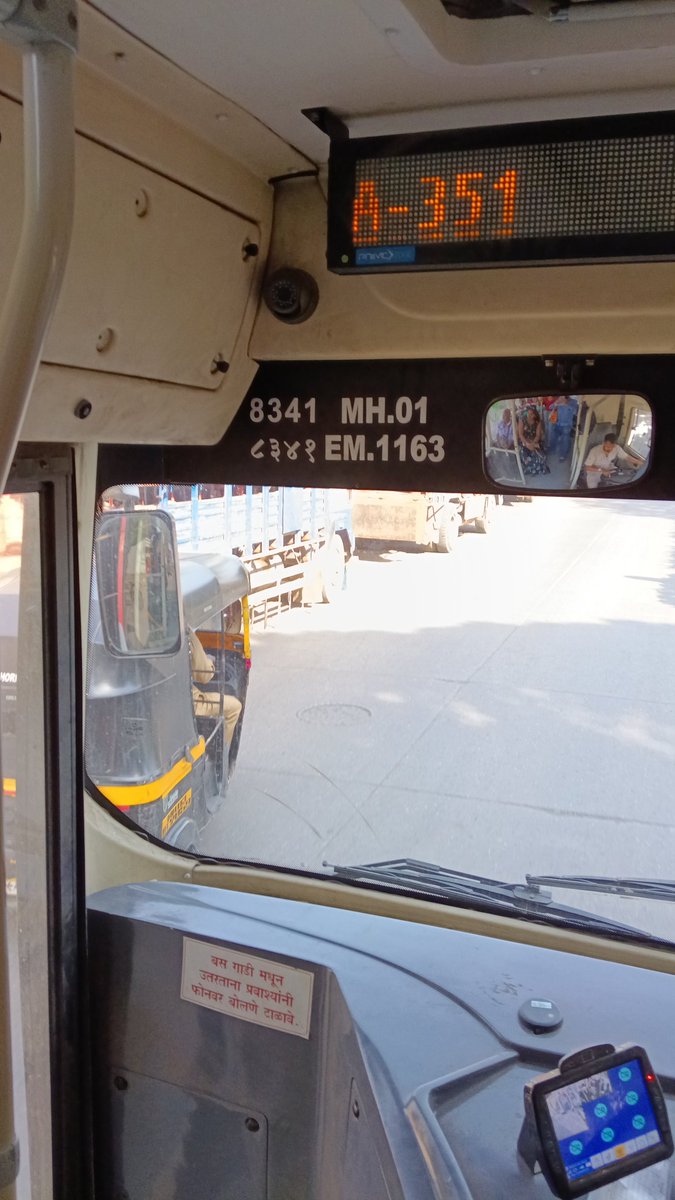 A-351
8341 MH.01
८३४१ EM.1163
बस गाडी मधून
उतरताना प्रवाश्यांनी
फोनवर बोलणे टाळावे.